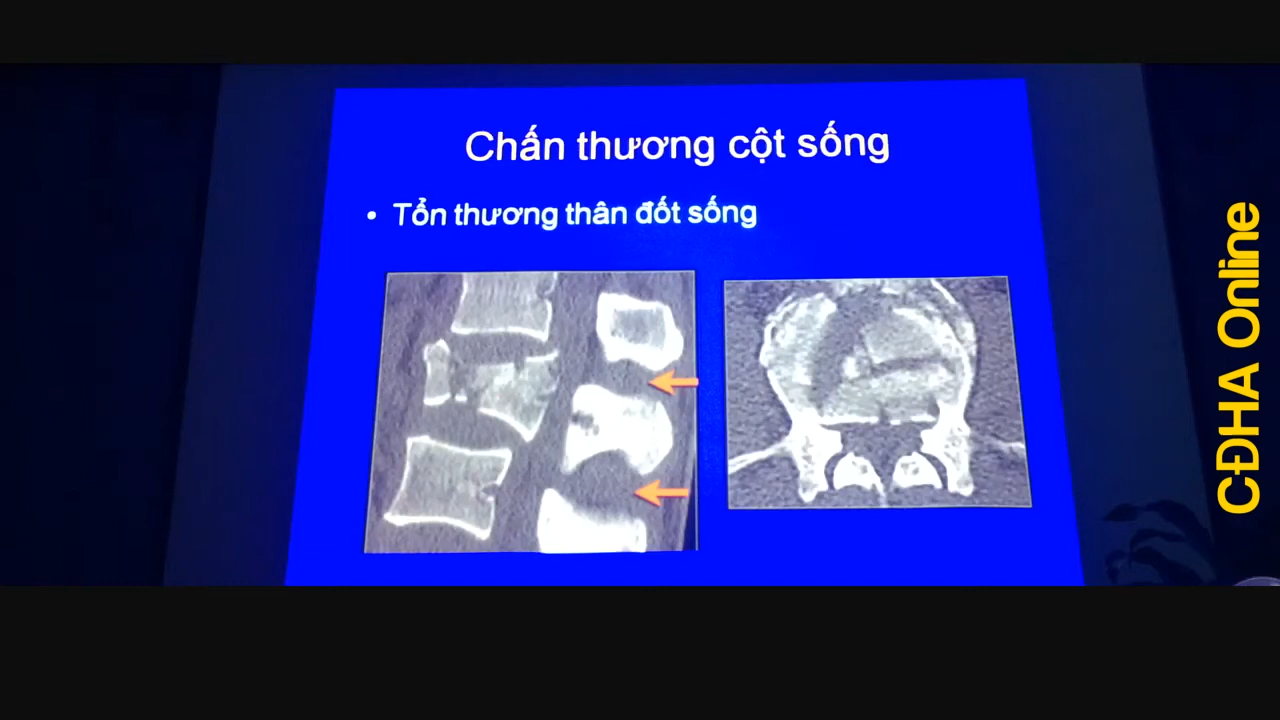 Chấn thương cột sống
• Tổn thương thân đốt sống
CĐHA Online